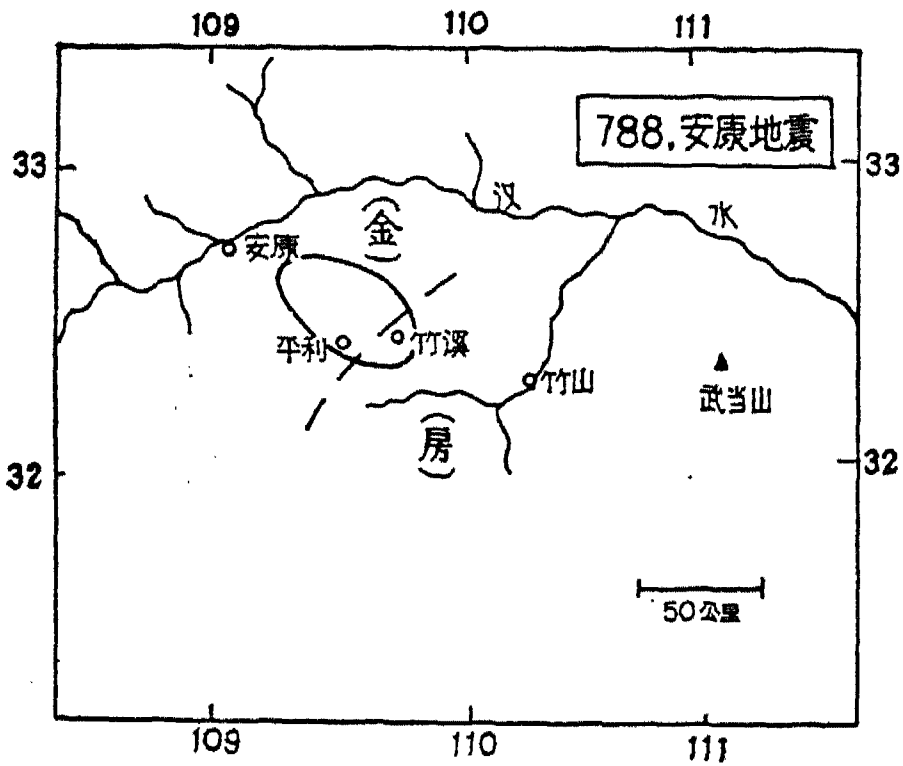 109 110 111
788.安康地震
33 33
汉 水
(金)
安康
平利 竹溪
竹山
武当山
(房)
32 32
50公里
109 110 111